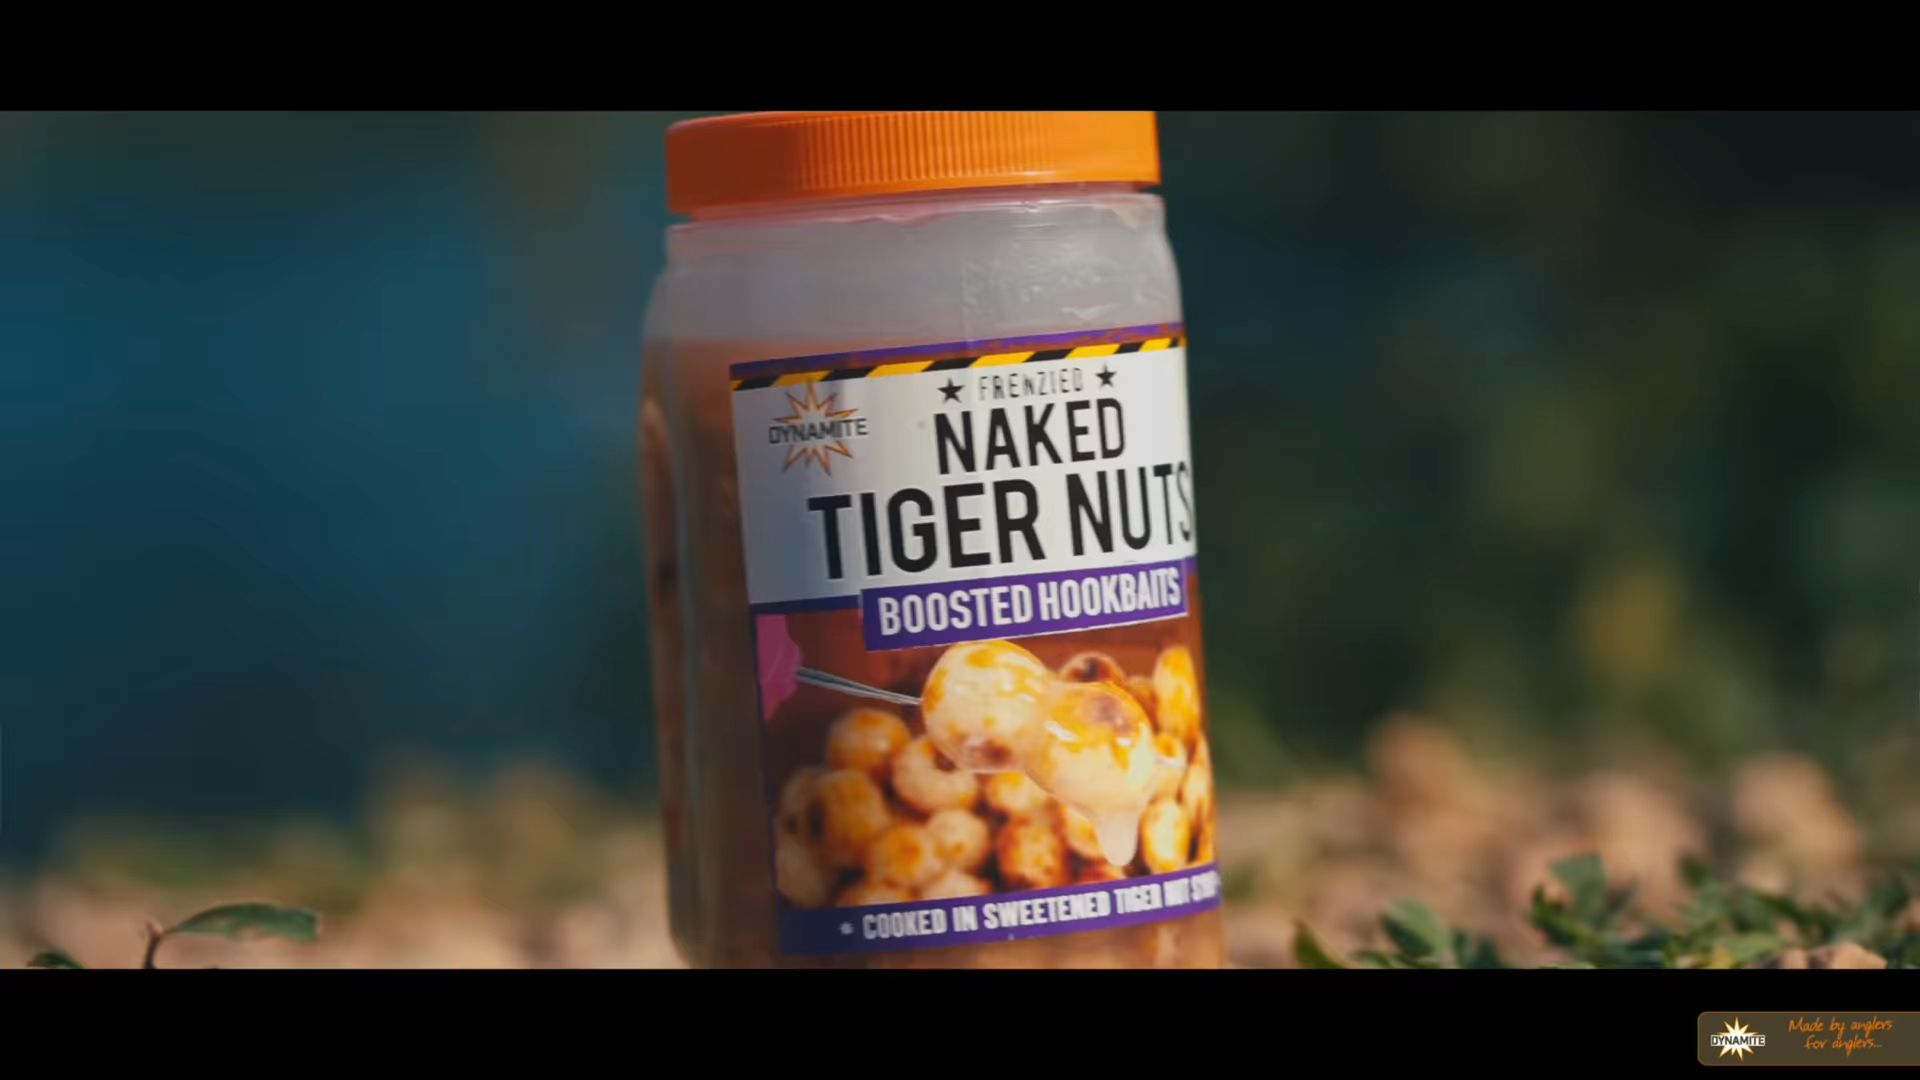 FRENZIED
DYNAMITE
NAKED
TIGER NUTS
BOOSTED HOOKBAITS
* COOKED IN SWEETENED TIGER NUT
DYNAMITE
Made by anglers
for anglers...